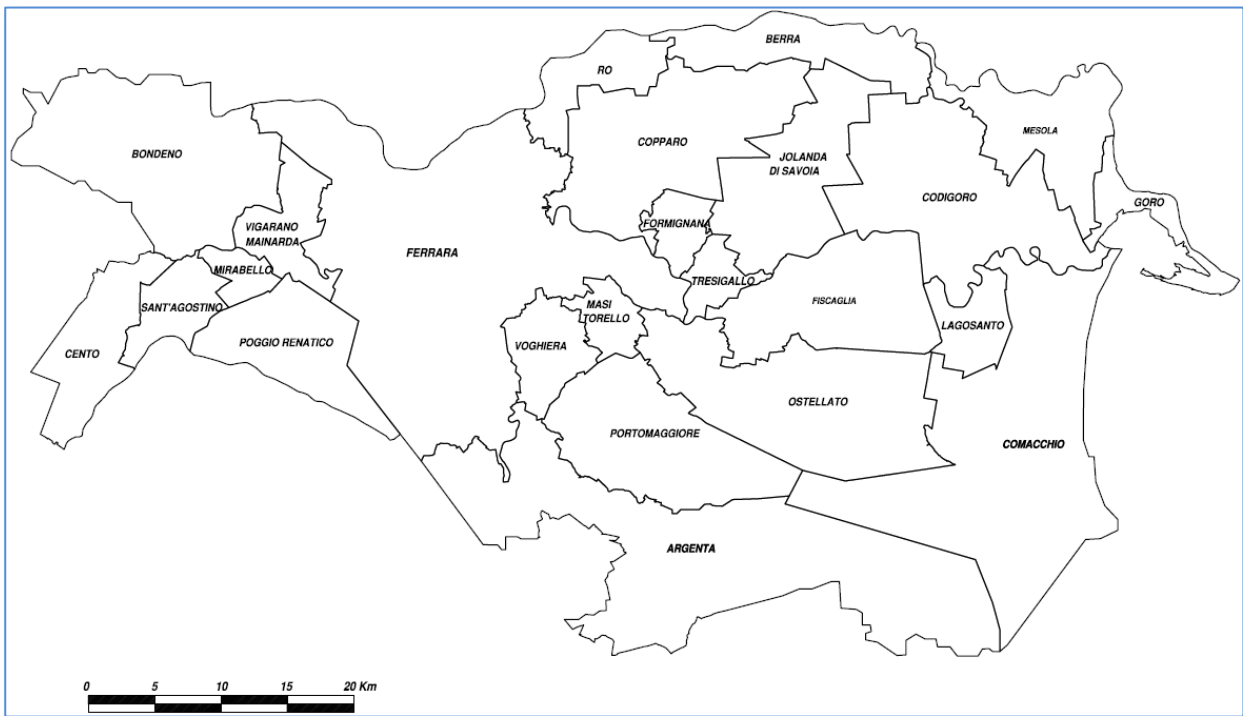 BERRA
RO
MESOLA
COPPARO
BONDENO
JOLANDA
DI SAVOIA
CODIGORO
GORO
FORMIGNANA
VIGARANO
MAINARDA
FERRARA
MIRABELLO
TRESIGALLO
SANT'AGOSTINO
FISCAGLIA
MASI
TORELLO
LAGOSANTO
POGGIO RENATICO
VOGHIERA
CENTO
OSTELLATO
PORTOMAGGIORE
COMACCHIO
ARGENTA
0 5 10 15 20 Km